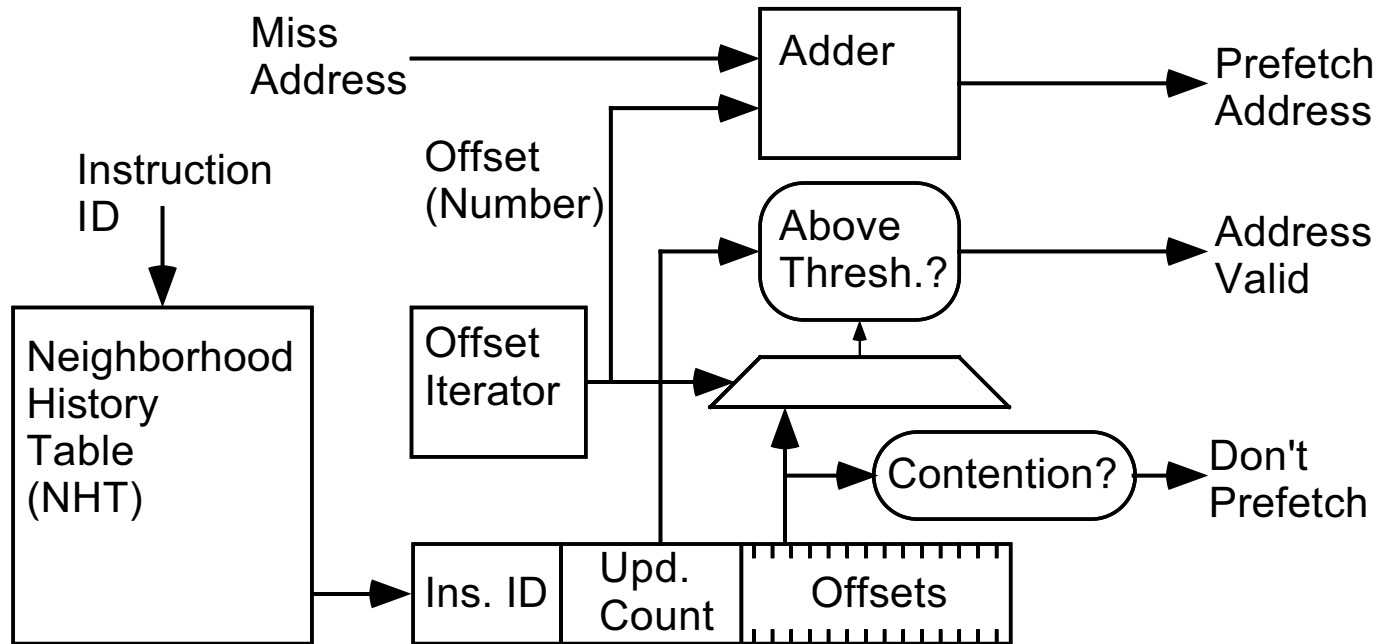 Miss
Address
Adder
Prefetch
Address
Instruction
ID
Offset
(Number)
Above
Thresh.?
Address
Valid
Neighborhood
History
Table
(NHT)
Offset
Iterator
Contention?
Don't
Prefetch
Ins. ID
Upd.
Count
Offsets